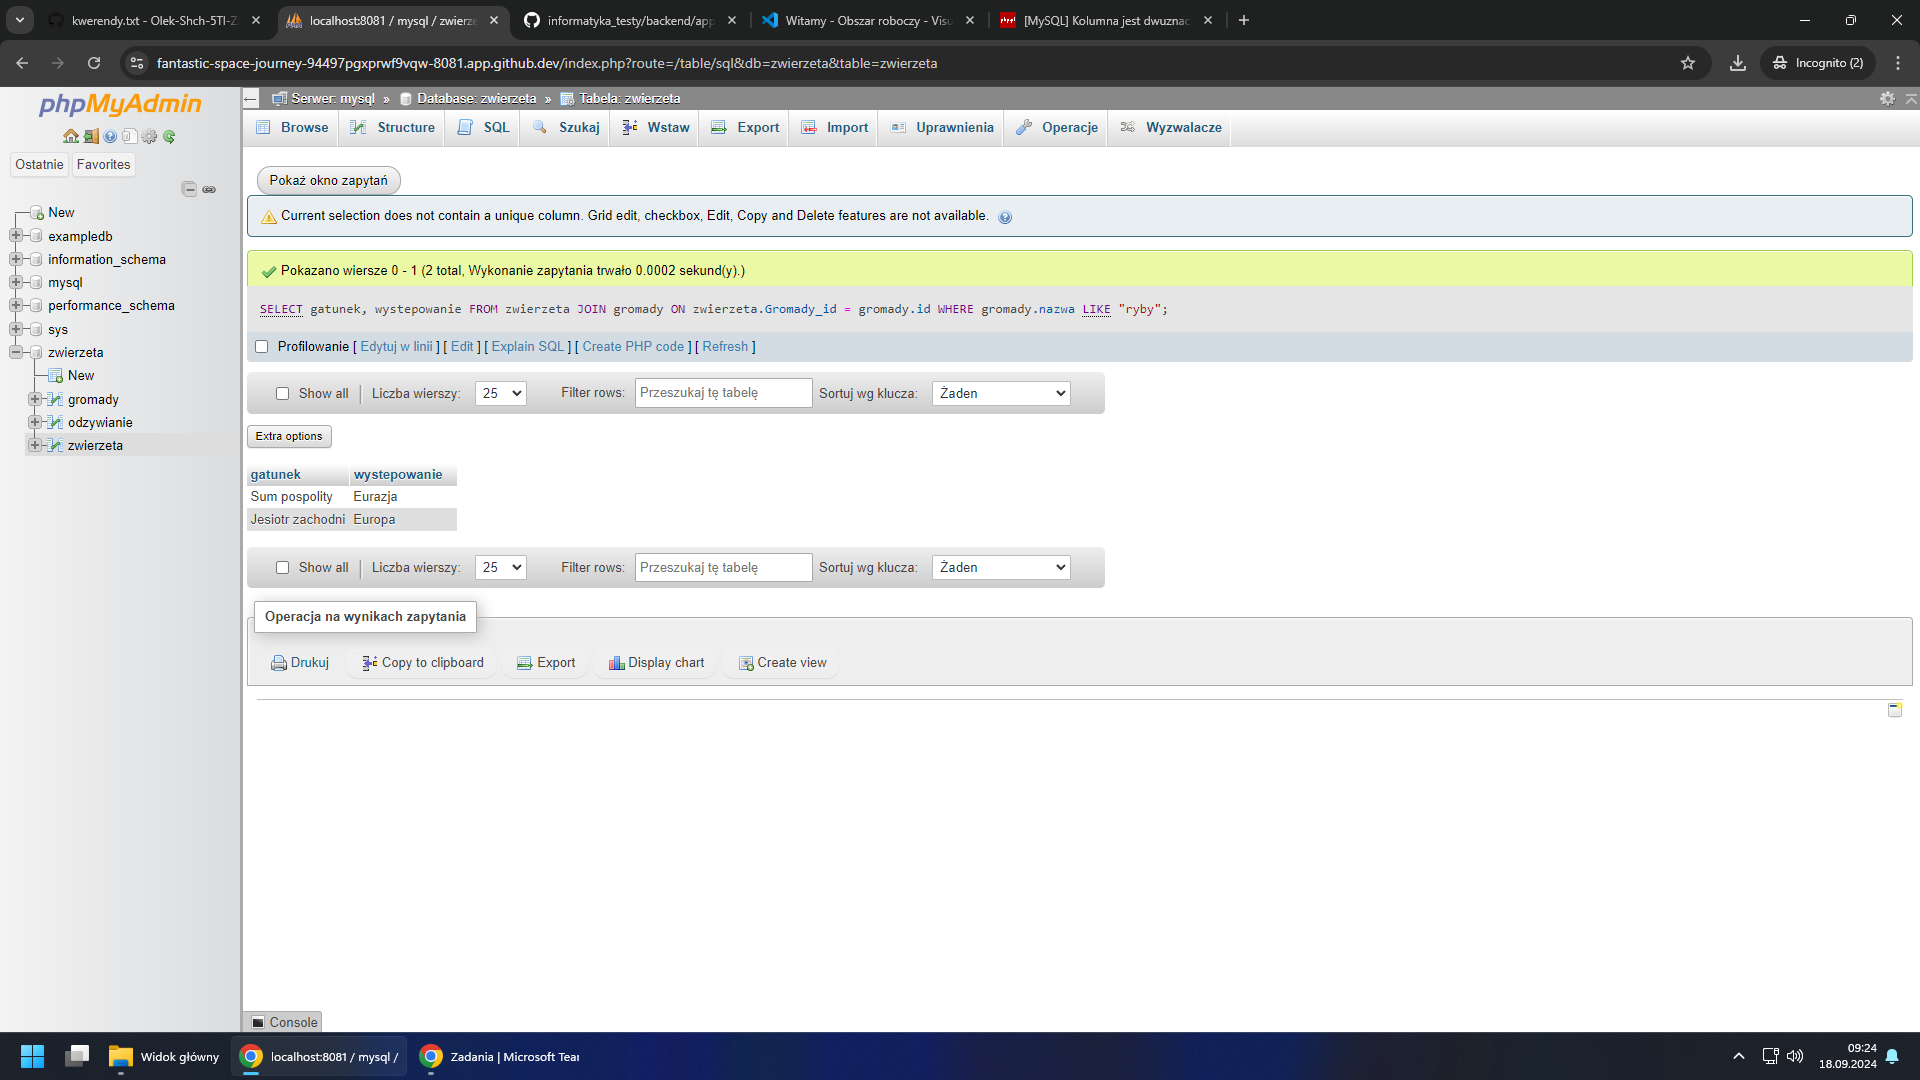 kwerendy.txt - Olek-Shch-5TI-Z
localhost:8081 / mysql / zwierze
informatyka_testy/backend/app
Witamy - Obszar roboczy - Visu
[MySQL] Kolumna jest dwuznac
fantastic-space-journey-94497pgxprwf9vqw-8081.app.github.dev/index.php?route=/table/sql&db=zwierzeta&table=zwierzeta
Incognito (2)
phpMyAdmin
Ostatnie
Favorites
New
exampledb
information_schema
mysql
performance_schema
sys
zwierzeta
New
gromady
odzywianie
zwierzeta
Serwer: mysql » Database: zwierzeta » Tabela: zwierzeta
Browse
Structure
SQL
Szukaj
Wstaw
Export
Import
Uprawnienia
Operacje
Wyzwalacze
Pokaż okno zapytań
Current selection does not contain a unique column. Grid edit, checkbox, Edit, Copy and Delete features are not available.
Pokazano wiersze 0 - 1 (2 total, Wykonanie zapytania trwało 0.0002 sekund(y).)
SELECT gatunek, wystepowanie FROM zwierzeta JOIN gromady ON zwierzeta.Gromady_id = gromady.id WHERE gromady.nazwa LIKE "ryby";
Profilowanie [ Edytuj w linii ] [ Edit ] [ Explain SQL ] [ Create PHP code ] [ Refresh ]
Show all | Liczba wierszy: 25 Filter rows: Przeszukaj tę tabelę Sortuj wg klucza: Żaden
Extra options
gatunek wystepowanie
Sum pospolity Eurazja
Jesiotr zachodni Europa
Show all | Liczba wierszy: 25 Filter rows: Przeszukaj tę tabelę Sortuj wg klucza: Żaden
Operacja na wynikach zapytania
Drukuj Copy to clipboard Export Display chart Create view
Console
Widok główny
localhost:8081 / mysql /
Zadania | Microsoft Tear
09:24
18.09.2024